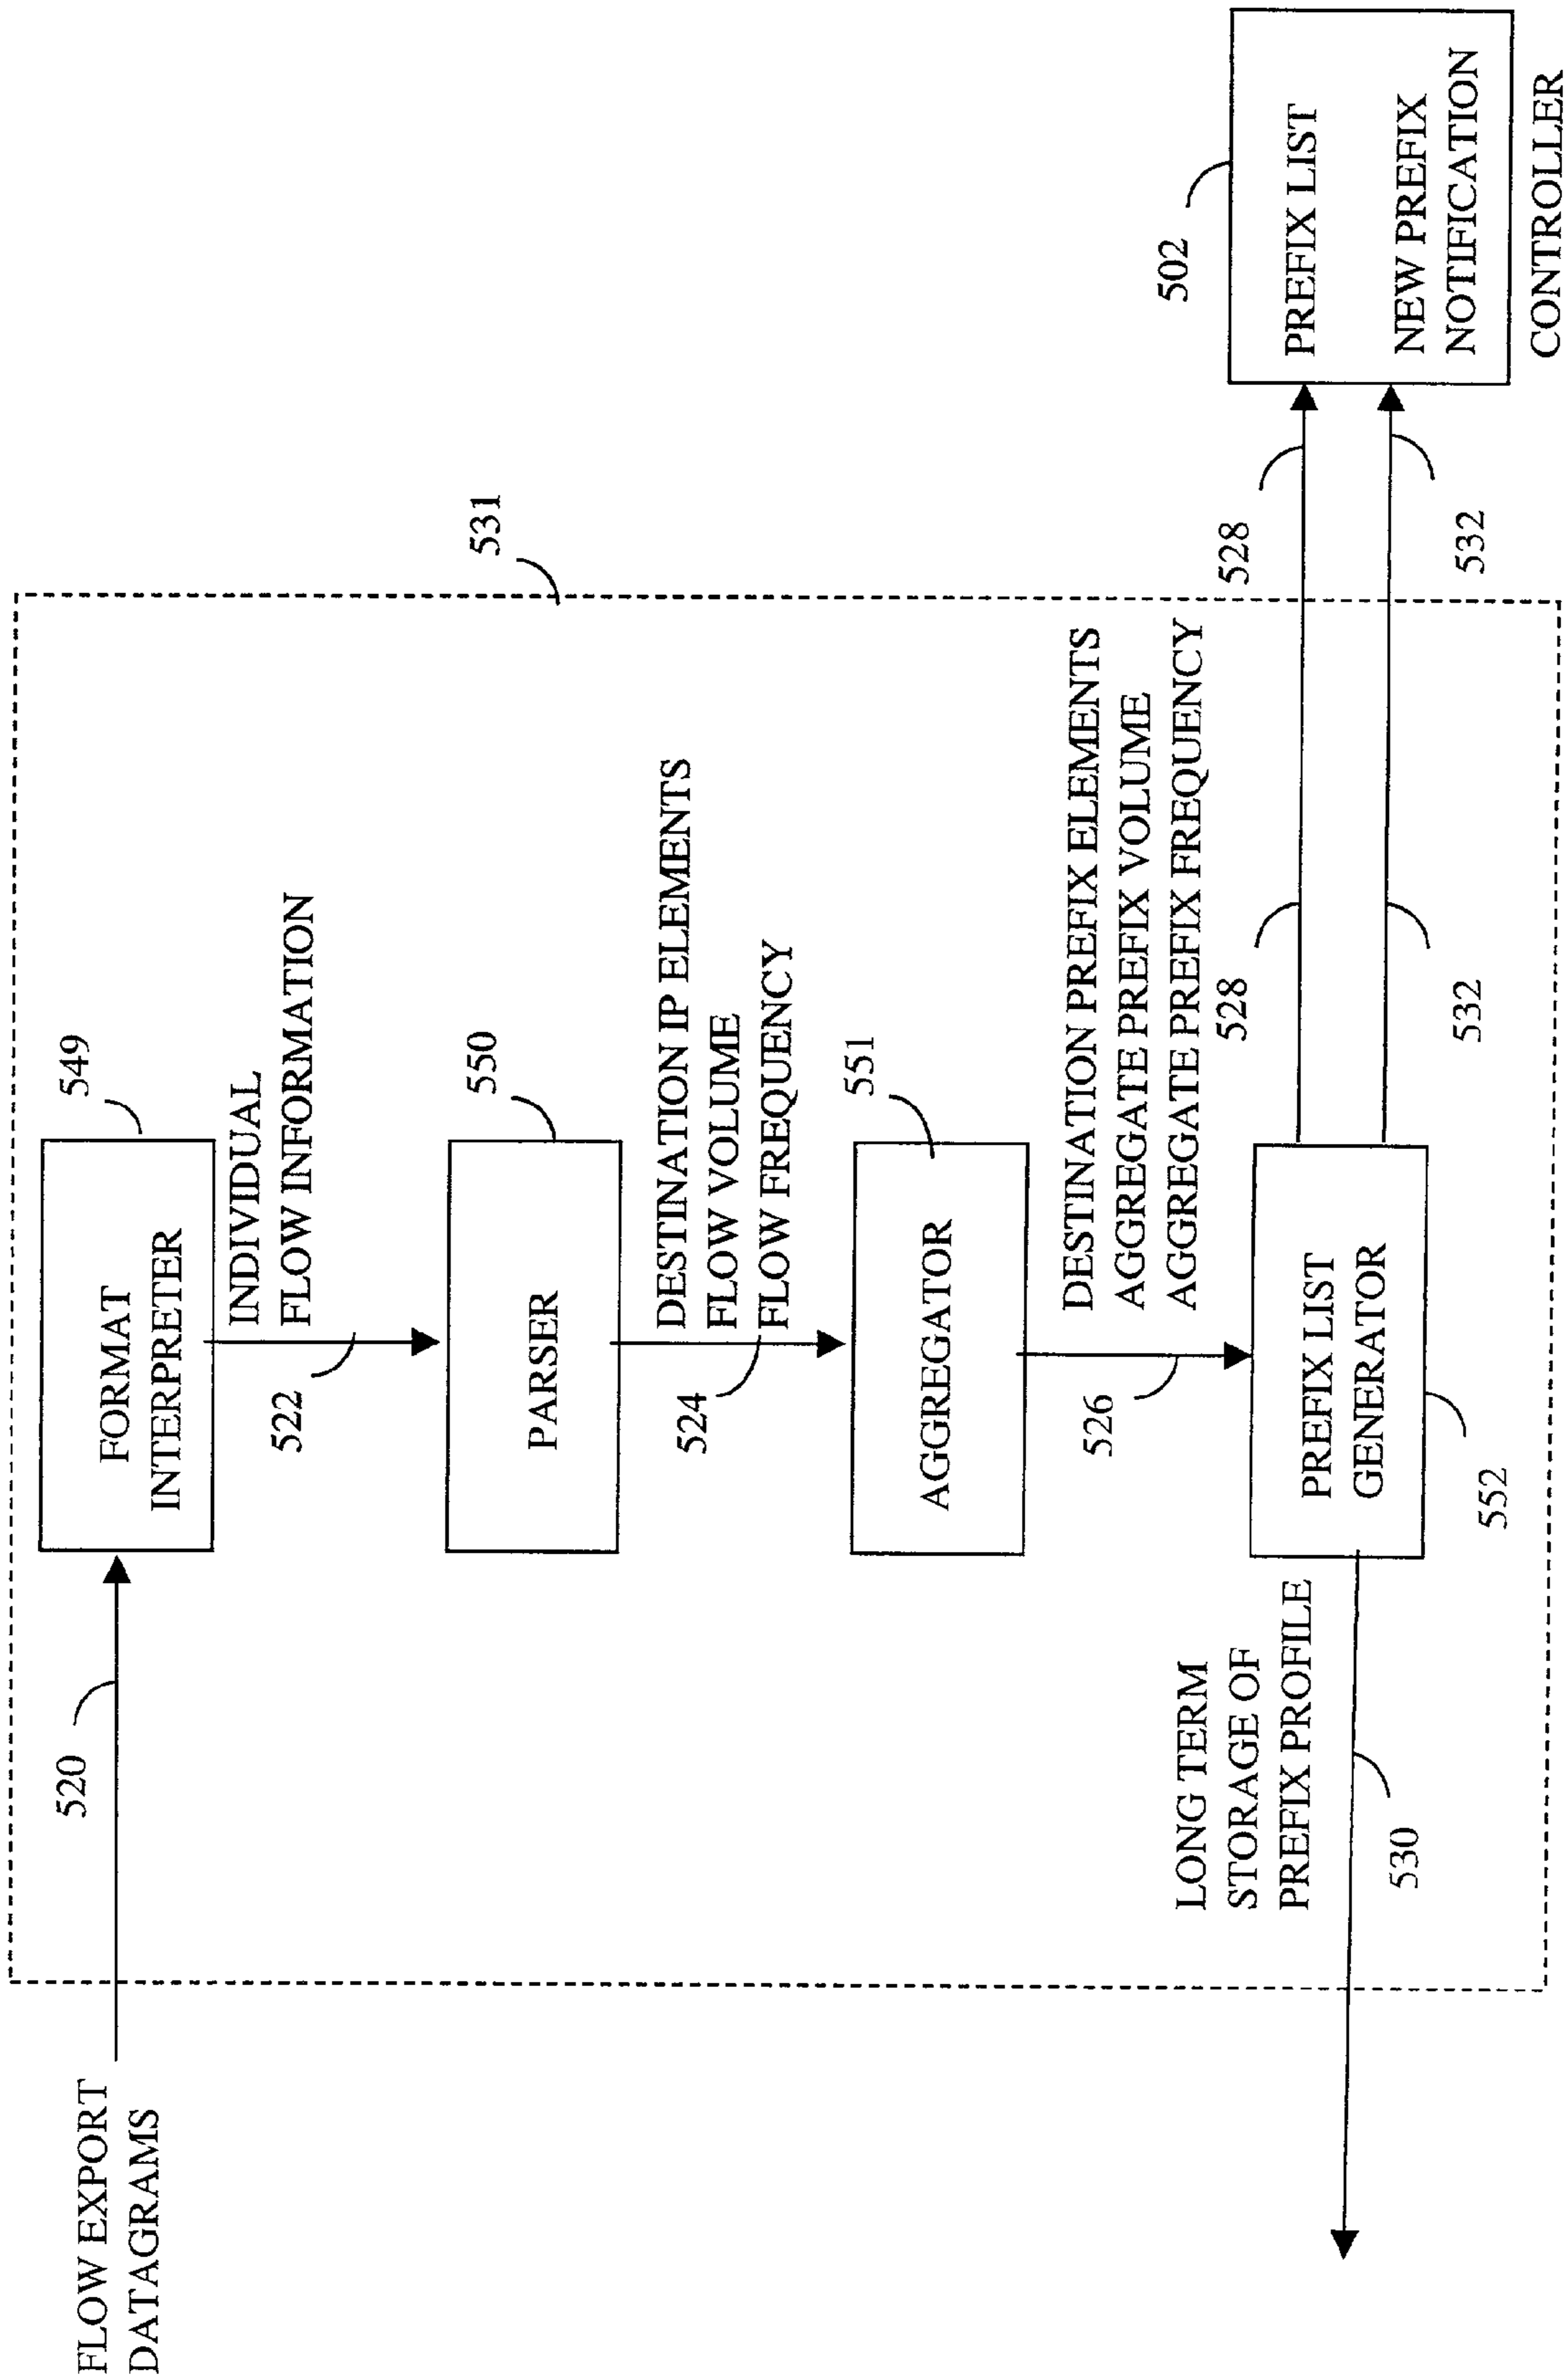 FLOW EXPORT
DATAGRAMS
520
FORMAT
INTERPRETER
549
531
INDIVIDUAL
FLOW INFORMATION
522
PARSER
550
DESTINATION IP ELEMENTS
FLOW VOLUME
FLOW FREQUENCY
524
AGGREGATOR
551
DESTINATION PREFIX ELEMENTS
AGGREGATE PREFIX VOLUME
AGGREGATE PREFIX FREQUENCY
526
LONG TERM
STORAGE OF
PREFIX PROFILE
530
PREFIX LIST
GENERATOR
552
528
532
528
532
502
PREFIX LIST
NEW PREFIX
NOTIFICATION
CONTROLLER